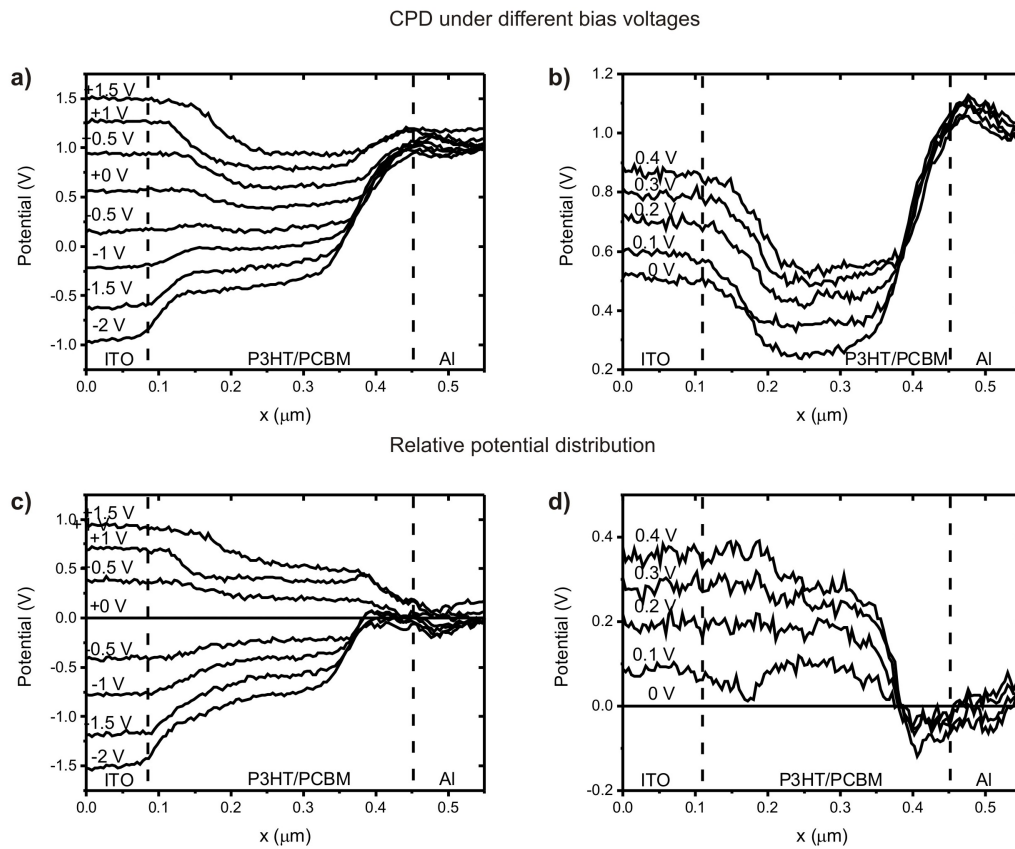 CPD under different bias voltages
a)
1.5
1.0
0.5
0.0
-0.5
-1.0
Potential (V)
+1.5 V
+1 V
0.5 V
+0 V
-0.5 V
-1 V
1.5 V
-2 V
ITO
P3HT/PCBM
Al
0.0
0.1
0.2
0.3
0.4
0.5
x (μm)
b)
1.2
1.0
0.8
0.6
0.4
0.2
Potential (V)
0.4 V
0.3 V
0.2 V
0.1 V
0 V
ITO
P3HT/PCBM
Al
0.0
0.1
0.2
0.3
0.4
0.5
x (μm)
Relative potential distribution
c)
1.0
0.5
0.0
-0.5
-1.0
-1.5
Potential (V)
+1.5 V
+1 V
0.5 V
+0 V
0.5 V
-1 V
1.5 V
-2 V
ITO
P3HT/PCBM
Al
0.0
0.1
0.2
0.3
0.4
0.5
x (μm)
d)
0.4
0.2
0.0
-0.2
Potential (V)
0.4 V
0.3 V
0.2 V
0.1 V
0 V
ITO
P3HT/PCBM
Al
0.0
0.1
0.2
0.3
0.4
0.5
x (μm)